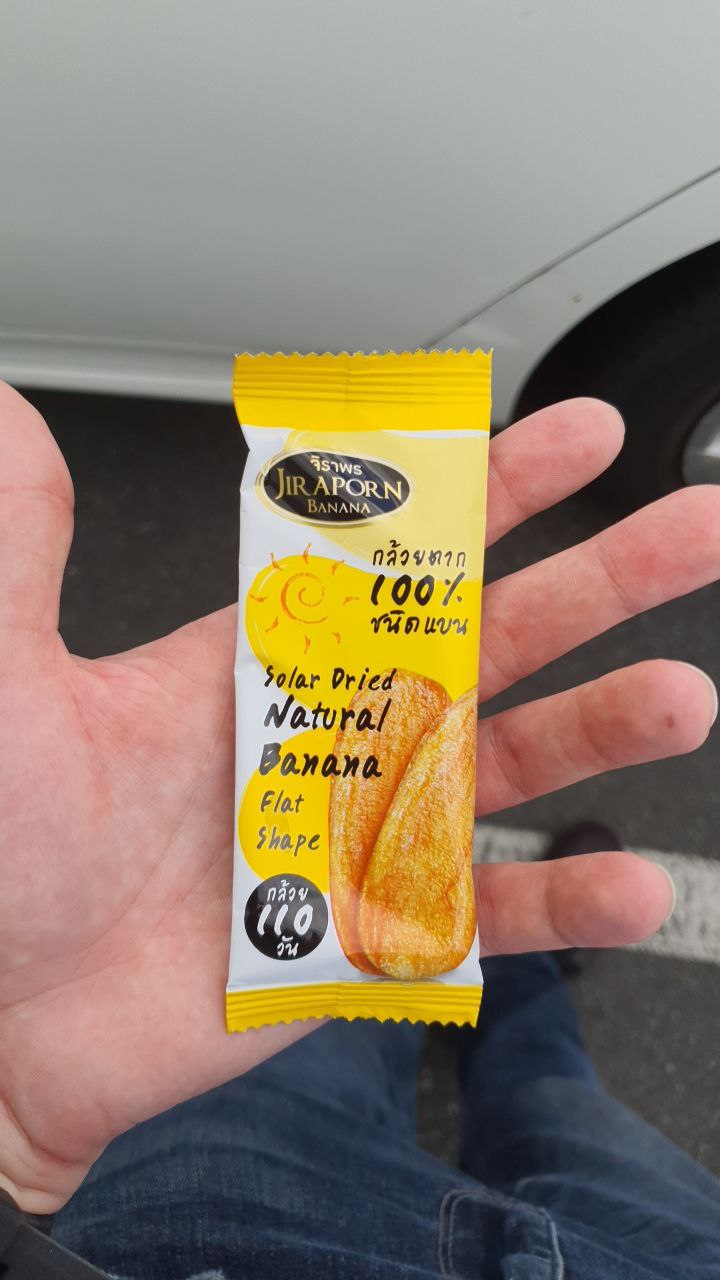 จิราพร
JIRAPORN
BANANA
กล้วยตาก
100%
ชนิดแบน
Solar Dried
Natural
Banana
Flat
Shape
กล้วย
110
วัน